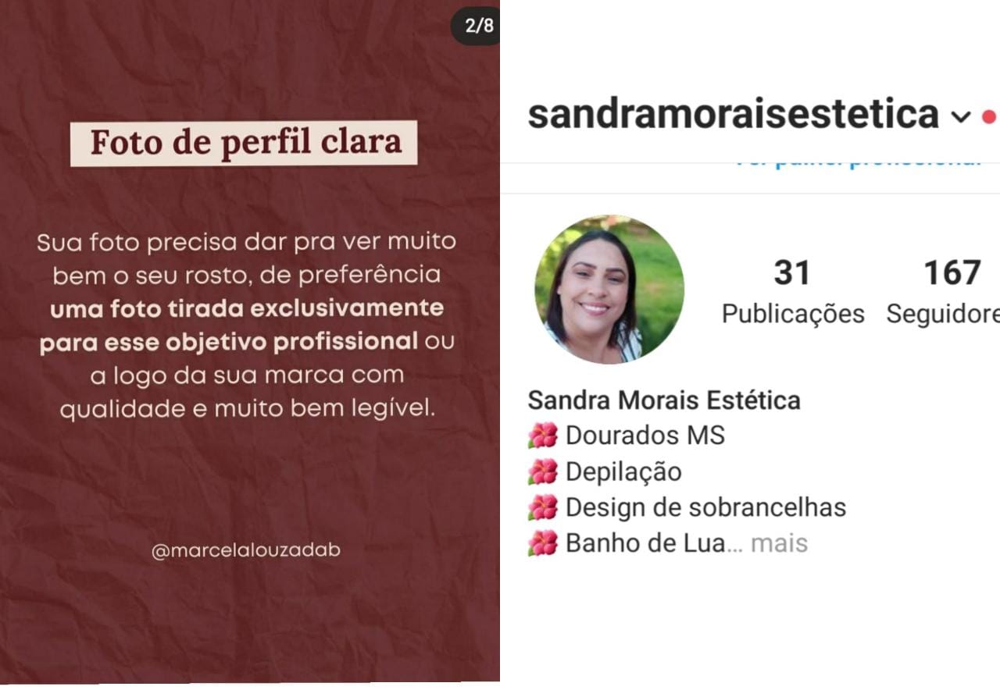 2/8
Foto de perfil clara
Sua foto precisa dar pra ver muito
bem o seu rosto, de preferência
uma foto tirada exclusivamente
para esse objetivo profissional ou
a logo da sua marca com
qualidade e muito bem legível.
@marcelalouzadab
sandramoraisestetica
31
Publicações
167
Seguidore
Sandra Morais Estética
🌺 Dourados MS
🌺 Depilação
🌺 Design de sobrancelhas
🌺 Banho de Lua... mais